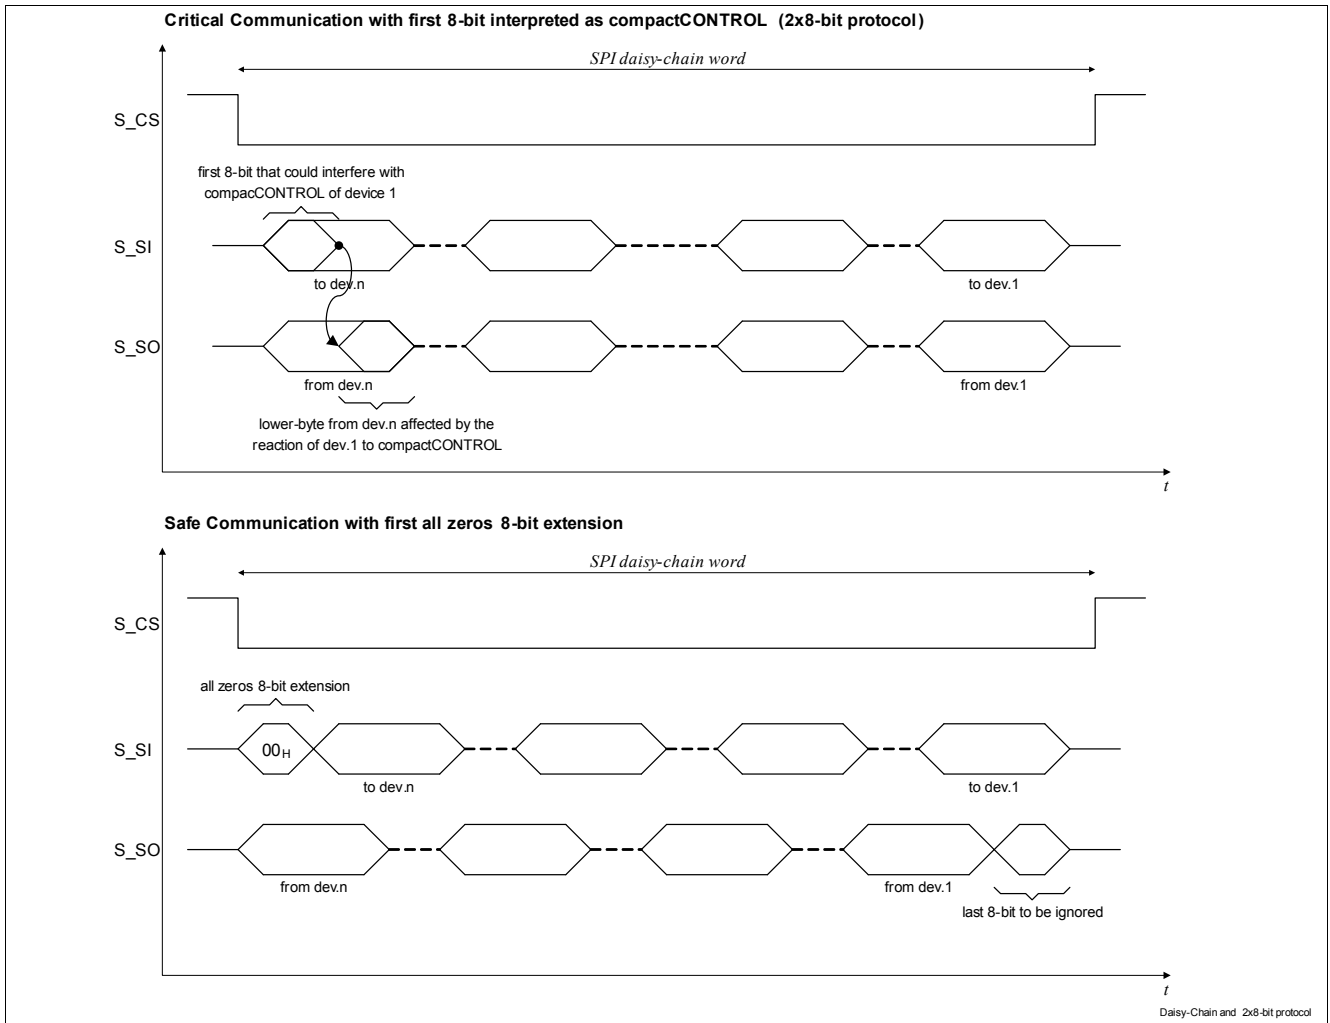 Critical Communication with first 8-bit interpreted as compactCONTROL (2x8-bit protocol)
SPI daisy-chain word
S_CS
first 8-bit that could interfere with
compacCONTROL of device 1
S_SI
to dev.n
to dev.1
S_SO
from dev.n
from dev.1
lower-byte from dev.n affected by the
reaction of dev.1 to compactCONTROL
t
Safe Communication with first all zeros 8-bit extension
SPI daisy-chain word
S_CS
all zeros 8-bit extension
S_SI
00H
to dev.n
to dev.1
S_SO
from dev.n
from dev.1
last 8-bit to be ignored
t
Daisy-Chain and 2x8-bit protocol